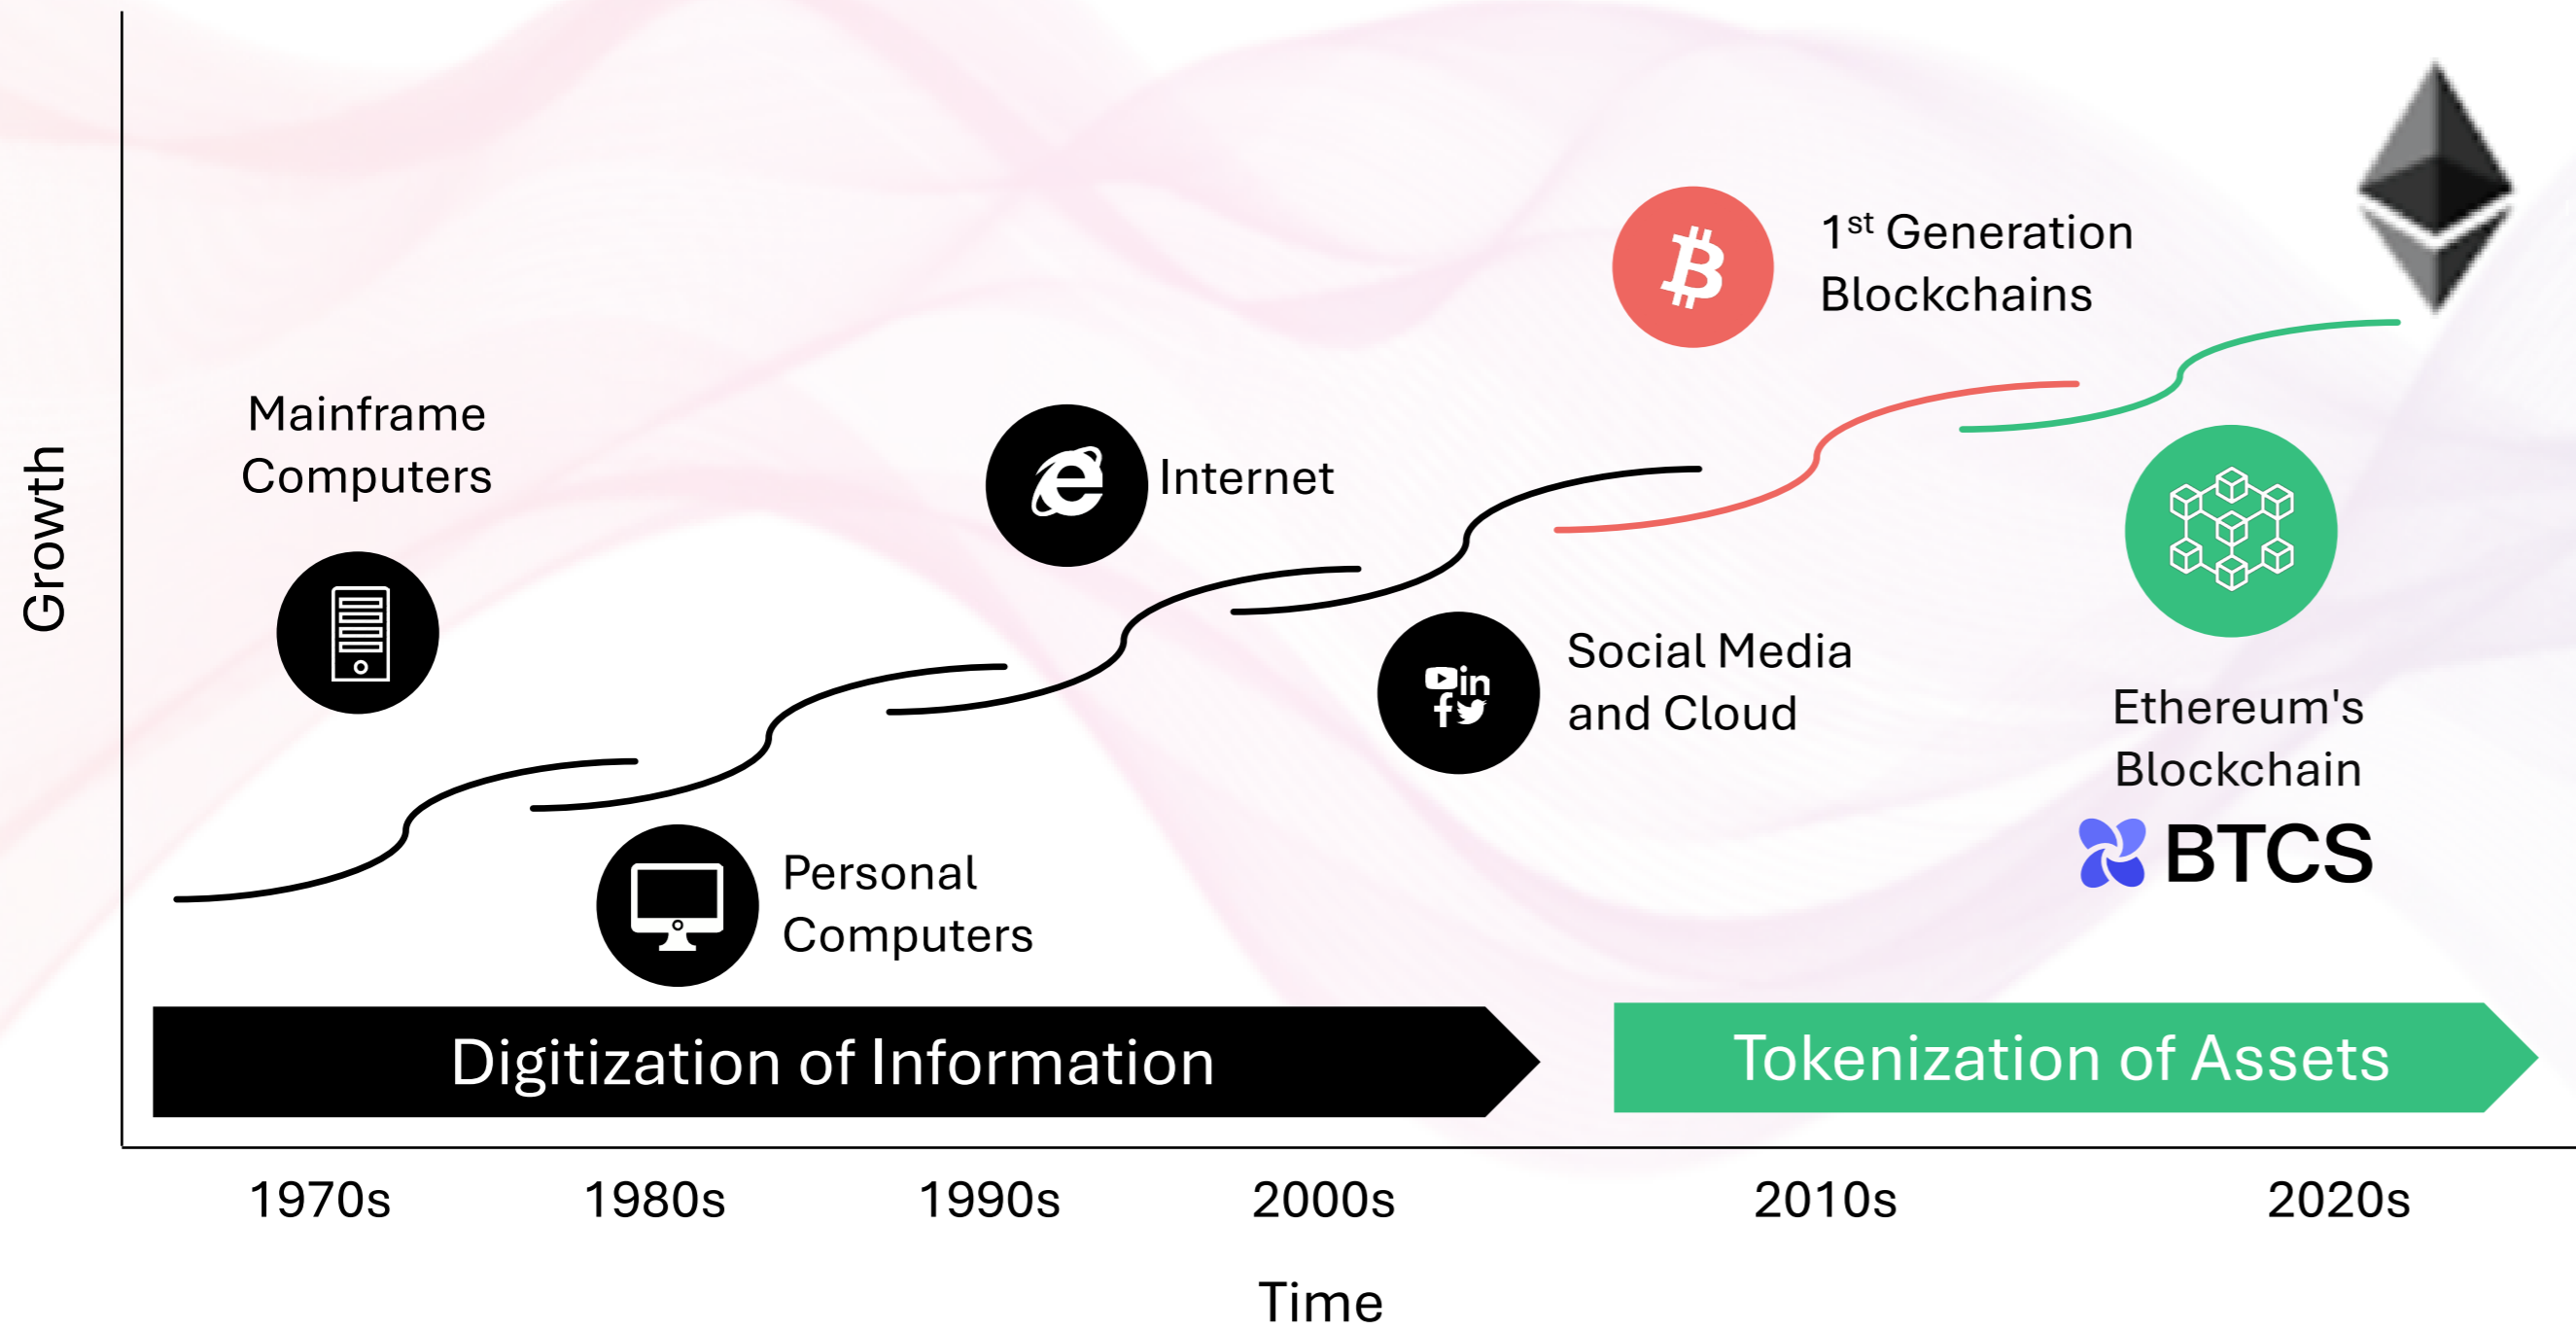 Growth
Mainframe
Computers
Personal
Computers
Internet
Social Media
and Cloud
1st Generation
Blockchains
Ethereum's
Blockchain
BTCS
in
f
Digitization of Information
Tokenization of Assets
1970s
1980s
1990s
2000s
2010s
2020s
Time